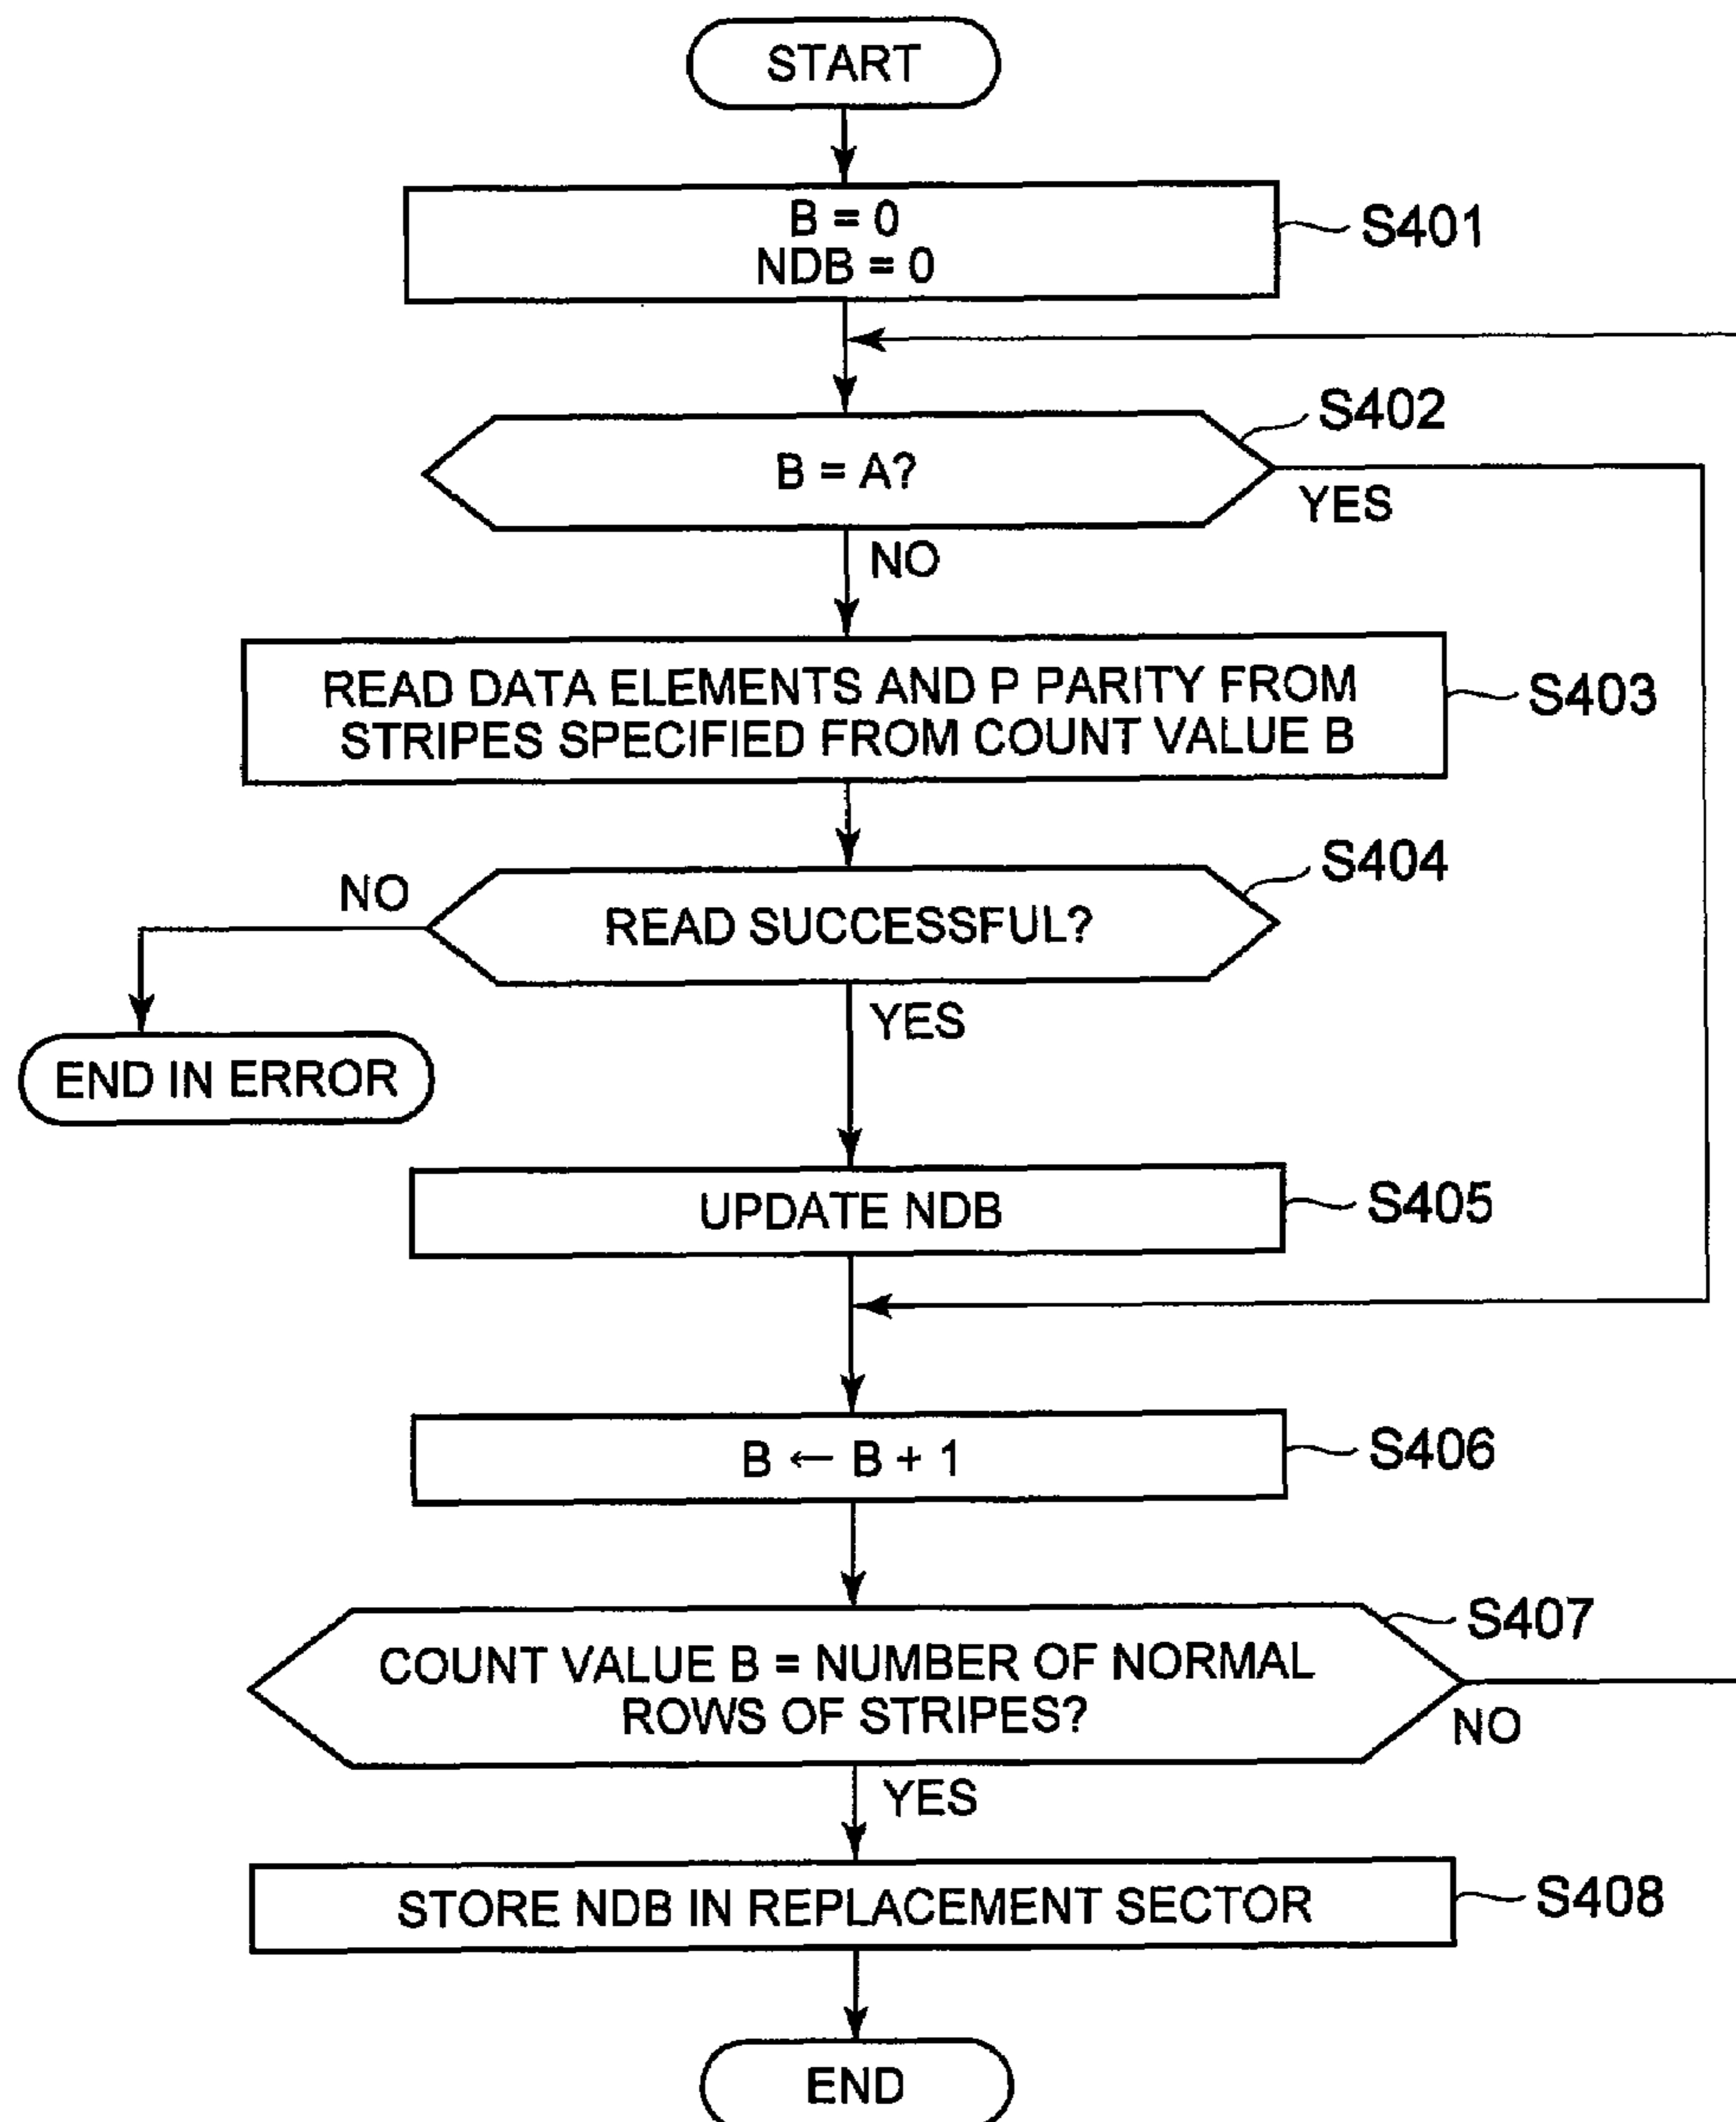 START
B = 0
NDB = 0
S401
S402
B = A?
YES
NO
READ DATA ELEMENTS AND P PARITY FROM
STRIPES SPECIFIED FROM COUNT VALUE B
S403
S404
NO
READ SUCCESSFUL?
YES
END IN ERROR
UPDATE NDB
S405
B ← B + 1
S406
S407
COUNT VALUE B = NUMBER OF NORMAL
ROWS OF STRIPES?
NO
YES
STORE NDB IN REPLACEMENT SECTOR
S408
END